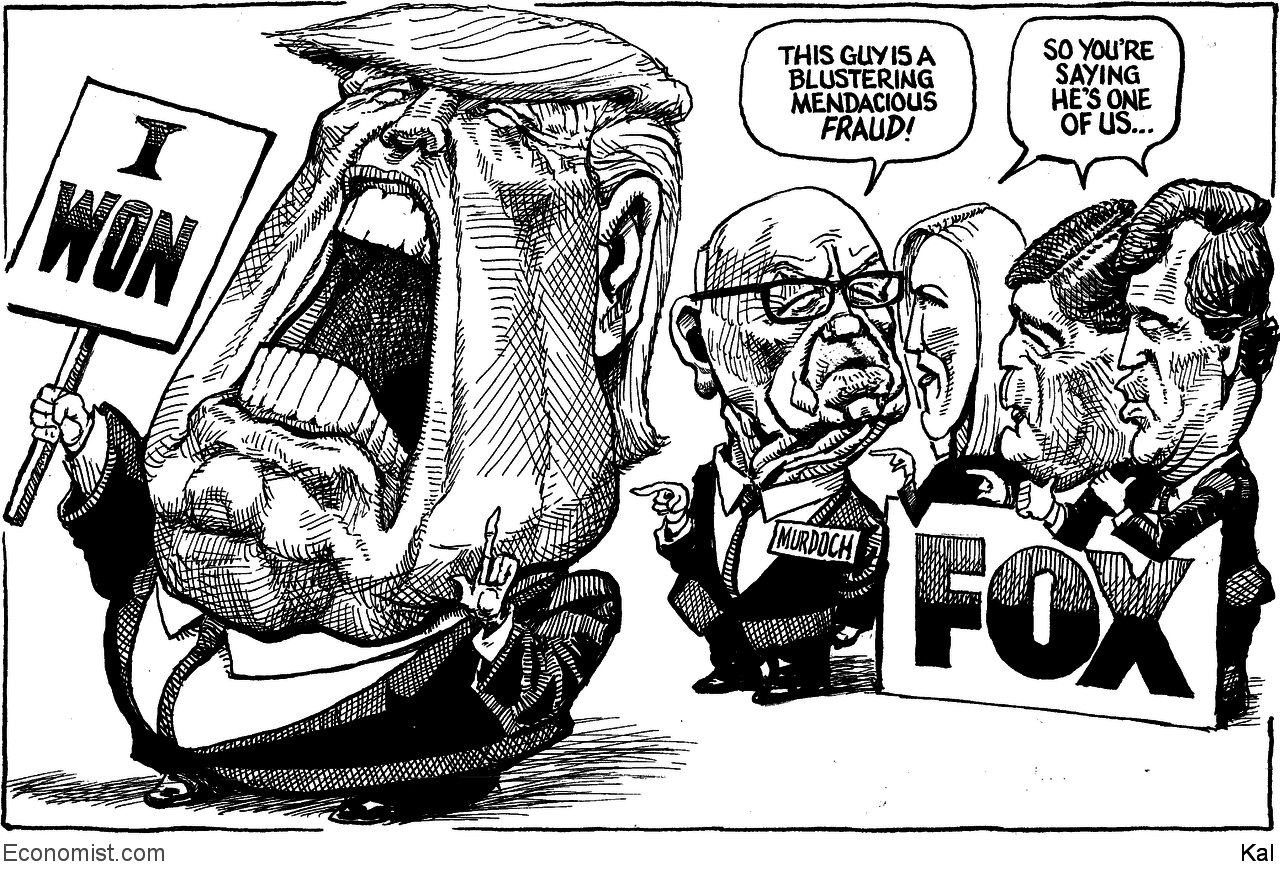 I
WON
THIS GUY IS A
BLUSTERING
MENDACIOUS
FRAUD!
SO YOU'RE
SAYING
HE'S ONE
OF US...
MURDOCH
FOX
Economist.com
Kal